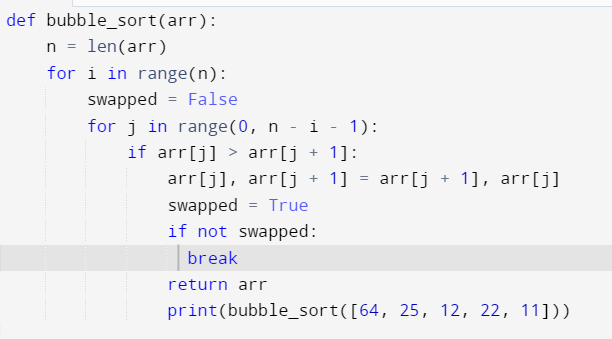 def bubble_sort(arr):
    n = len(arr)
    for i in range(n):
        swapped = False
        for j in range(0, n - i - 1):
            if arr[j] > arr[j + 1]:
                arr[j], arr[j + 1] = arr[j + 1], arr[j]
                swapped = True
                if not swapped:
                  break
                return arr
                print(bubble_sort([64, 25, 12, 22, 11]))